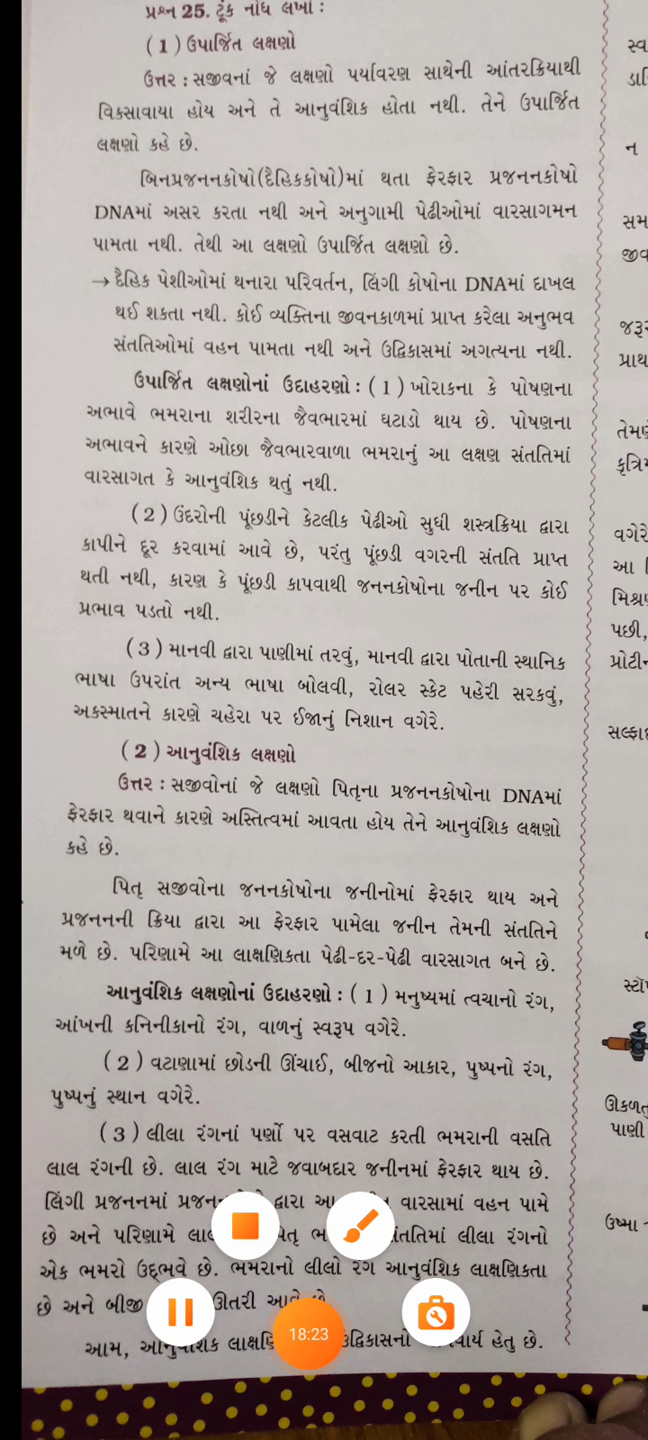 પ્રશ્ન 25. ટૂંક નોંધ લખો :
( 1 ) ઉપાર્જિત લક્ષણો
ઉત્તર : સજીવનાં જે લક્ષણો પર્યાવરણ સાથેની આંતરક્રિયાથી
વિકસાવાયા હોય અને તે આનુવંશિક હોતા નથી. તેને ઉપાર્જિત
લક્ષણો કહે છે.
બિનપ્રજનનકોષો(દૈહિકકોષો)માં થતા ફેરફાર પ્રજનનકોષો
DNAમાં અસર કરતા નથી અને અનુગામી પેઢીઓમાં વારસાગમન
પામતા નથી. તેથી આ લક્ષણો ઉપાર્જિત લક્ષણો છે.
→ દૈહિક પેશીઓમાં થનારા પરિવર્તન, લિંગી કોષોના DNAમાં દાખલ
થઈ શકતા નથી. કોઈ વ્યક્તિના જીવનકાળમાં પ્રાપ્ત કરેલા અનુભવ
સંતતિઓમાં વહન પામતા નથી અને ઉદ્વિકાસમાં અગત્યના નથી.
ઉપાર્જિત લક્ષણોનાં ઉદાહરણો : ( 1 ) ખોરાકના કે પોષણના
અભાવે ભમરાના શરીરના જૈવભારમાં ઘટાડો થાય છે. પોષણના
અભાવને કારણે ઓછા જૈવભારવાળા ભમરાનું આ લક્ષણ સંતતિમાં
વારસાગત કે આનુવંશિક થતું નથી.
( 2 ) ઉંદરોની પૂંછડીને કેટલીક પેઢીઓ સુધી શસ્ત્રક્રિયા દ્વારા
કાપીને દૂર કરવામાં આવે છે, પરંતુ પૂંછડી વગરની સંતતિ પ્રાપ્ત
થતી નથી, કારણ કે પૂંછડી કાપવાથી જનનકોષોના જનીન પર કોઈ
પ્રભાવ પડતો નથી.
( 3 ) માનવી દ્વારા પાણીમાં તરવું, માનવી દ્વારા પોતાની સ્થાનિક
ભાષા ઉપરાંત અન્ય ભાષા બોલવી, રોલર સ્કેટ પહેરી સરકવું,
અકસ્માતને કારણે ચહેરા પર ઈજાનું નિશાન વગેરે.
( 2 ) આનુવંશિક લક્ષણો
ઉત્તર : સજીવોનાં જે લક્ષણો પિતૃના પ્રજનનકોષોના DNAમાં
ફેરફાર થવાને કારણે અસ્તિત્વમાં આવતા હોય તેને આનુવંશિક લક્ષણો
કહે છે.
પિતૃ સજીવોના જનનકોષોના જનીનોમાં ફેરફાર થાય અને
પ્રજનનની ક્રિયા દ્વારા આ ફેરફાર પામેલા જનીન તેમની સંતતિને
મળે છે. પરિણામે આ લાક્ષણિકતા પેઢી-દર-પેઢી વારસાગત બને છે.
આનુવંશિક લક્ષણોનાં ઉદાહરણો : ( 1 ) મનુષ્યમાં ત્વચાનો રંગ,
આંખની કનિનીકાનો રંગ, વાળનું સ્વરૂપ વગેરે.
( 2 ) વટાણામાં છોડની ઊંચાઈ, બીજનો આકાર, પુષ્પનો રંગ,
પુષ્પનું સ્થાન વગેરે.
( 3 ) લીલા રંગનાં પર્ણો પર વસવાટ કરતી ભમરાની વસતિ
લાલ રંગની છે. લાલ રંગ માટે જવાબદાર જનીનમાં ફેરફાર થાય છે.
લિંગી પ્રજનનમાં દ્વારા આ વારસામાં વહન પામે
છે અને પરિણામે લીલા રંગનો
એક ભમરો ઉદ્ભવે છે. ભમરાનો લીલો રંગ આનુવંશિક લાક્ષણિકતા
છે અને બીજી ઊતરી આવે છે.
આમ, આનુવંશિક હેતુ છે.
18:23
ન
જરૂર
વગેરે
આ
પછી,
ઉષ્મા
પાણી